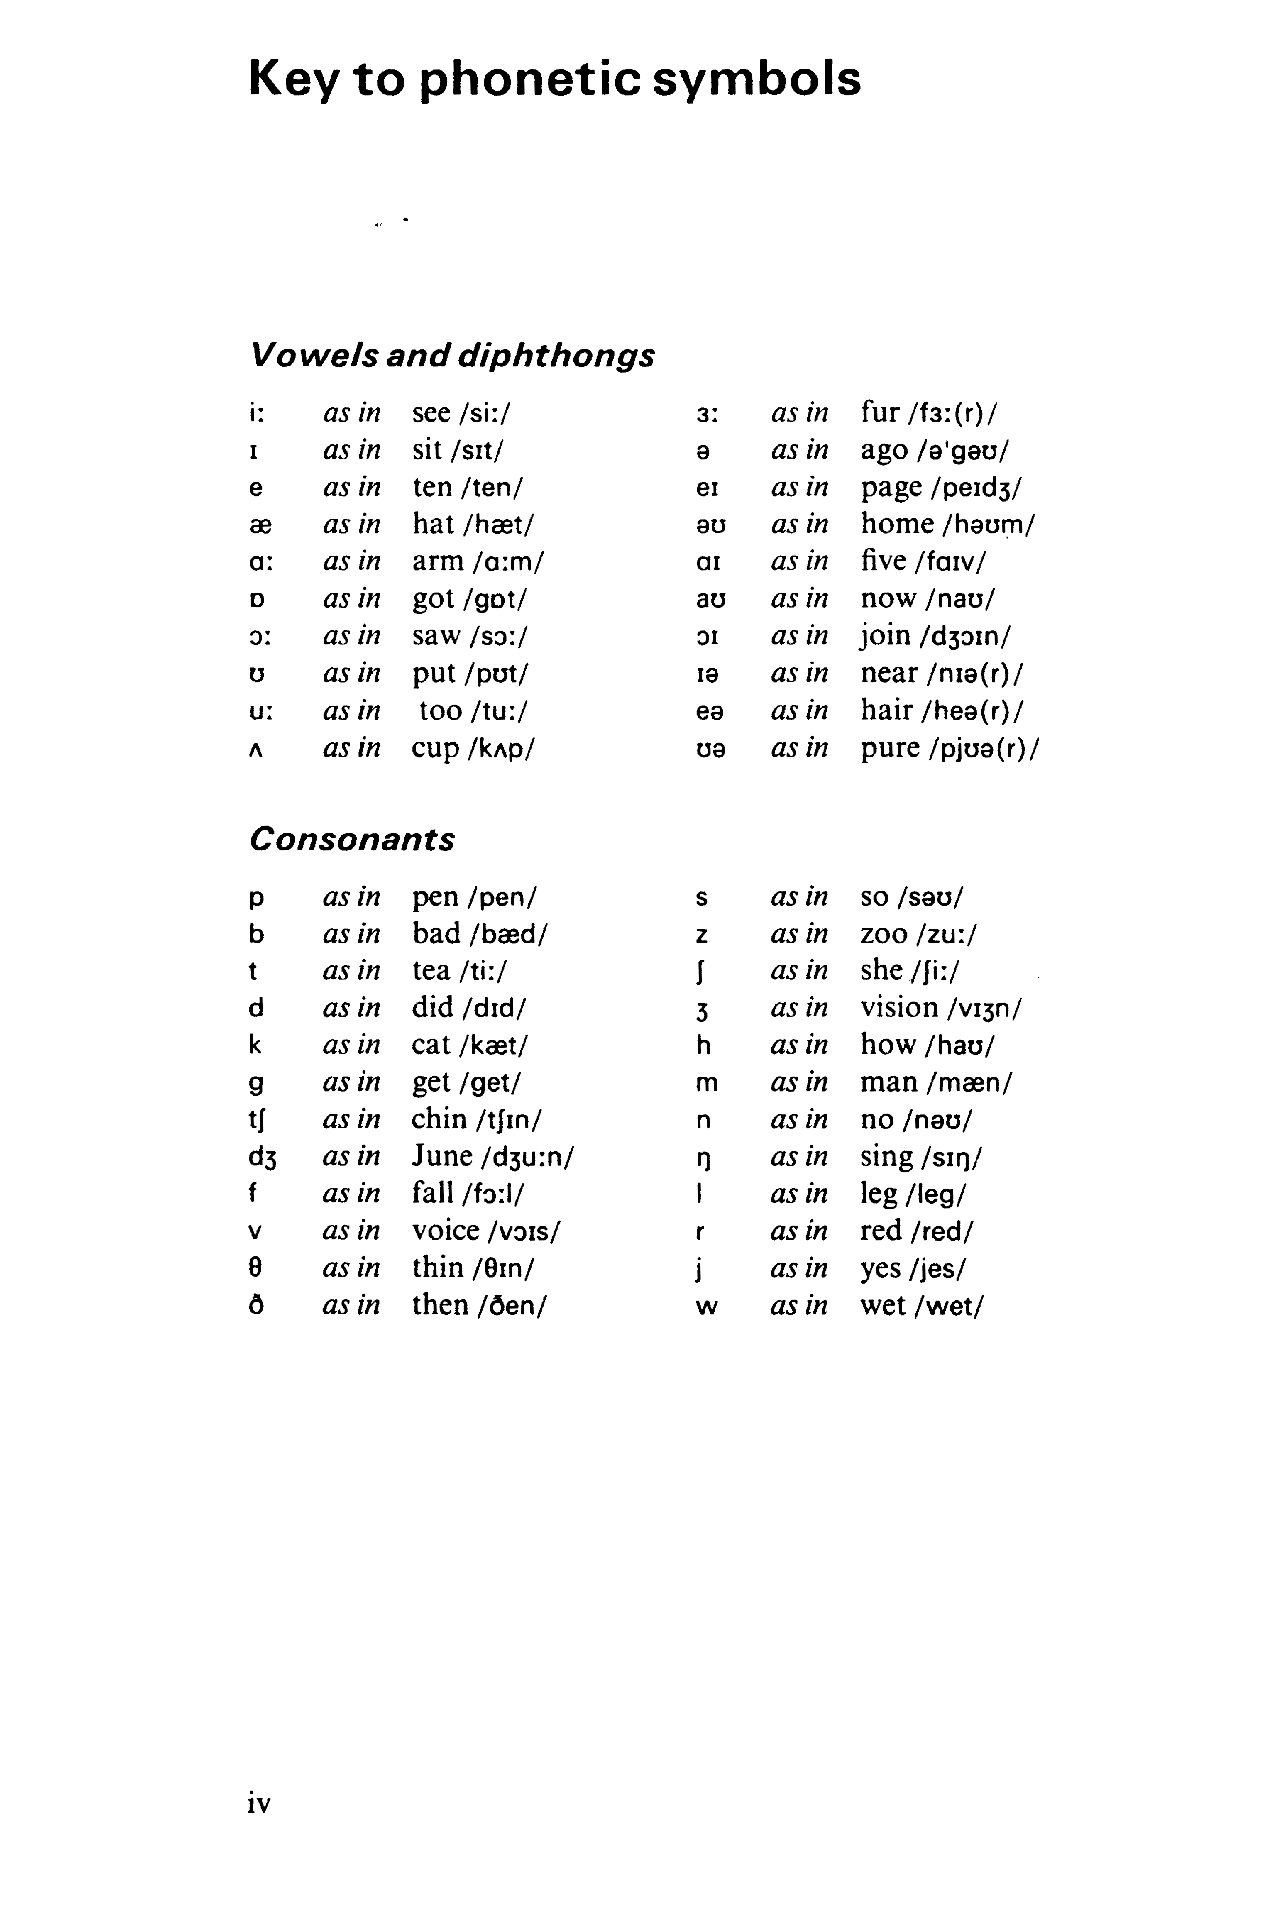 Key to phonetic symbols
Vowels and diphthongs
i: as in see /si:/ ɜ: as in fur /fɜ:(r)/
ɪ as in sit /sɪt/ ə as in ago /ə'gəʊ/
e as in ten /ten/ eɪ as in page /peɪdʒ/
æ as in hat /hæt/ əʊ as in home /həʊm/
ɑ: as in arm /ɑ:m/ ɑɪ as in five /fɑɪv/
ɒ as in got /gɒt/ aʊ as in now /naʊ/
ɔ: as in saw /sɔ:/ ɔɪ as in join /dʒɔɪn/
ʊ as in put /pʊt/ ɪə as in near /nɪə(r)/
u: as in too /tu:/ eə as in hair /heə(r)/
ʌ as in cup /kʌp/ ʊə as in pure /pjʊə(r)/
Consonants
p as in pen /pen/ s as in so /səʊ/
b as in bad /bæd/ z as in zoo /zu:/
t as in tea /ti:/ ʃ as in she /ʃi:/
d as in did /dɪd/ ʒ as in vision /vɪʒn/
k as in cat /kæt/ h as in how /haʊ/
g as in get /get/ m as in man /mæn/
tʃ as in chin /tʃɪn/ n as in no /nəʊ/
dʒ as in June /dʒu:n/ ŋ as in sing /sɪŋ/
f as in fall /fɔ:l/ l as in leg /leg/
v as in voice /vɔɪs/ r as in red /red/
θ as in thin /θɪn/ j as in yes /jes/
ð as in then /ðen/ w as in wet /wet/
iv